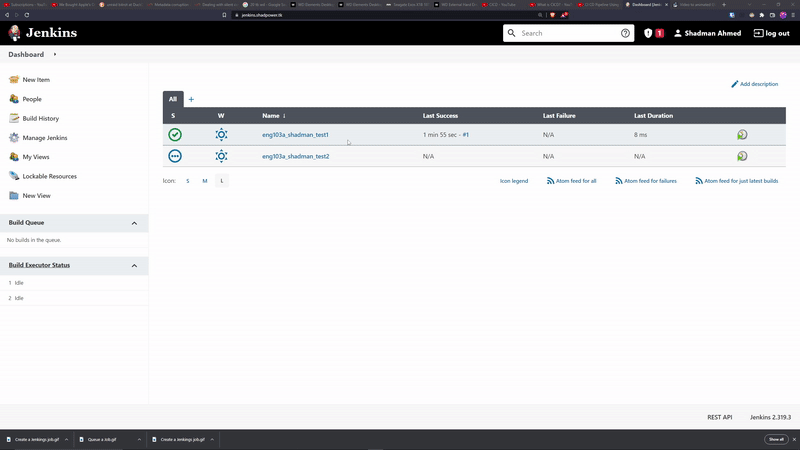 jenkins.shadpower.tk
Dashboard [Jenkins]
Jenkins
Search
1
Shadman Ahmed
log out
Dashboard
New Item
People
Build History
Manage Jenkins
My Views
Lockable Resources
New View
Build Queue
No builds in the queue.
Build Executor Status
1 Idle
2 Idle
Add description
All +
S W Name ↓ Last Success Last Failure Last Duration
eng103a_shadman_test1 1 min 55 sec - #1 N/A 8 ms
eng103a_shadman_test2 N/A N/A N/A
Icon: S M L
Icon legend Atom feed for all Atom feed for failures Atom feed for just latest builds
REST API Jenkins 2.319.3
Create a jenkings job.gif Queue a Job.gif Create a jenkings job.gif Show all